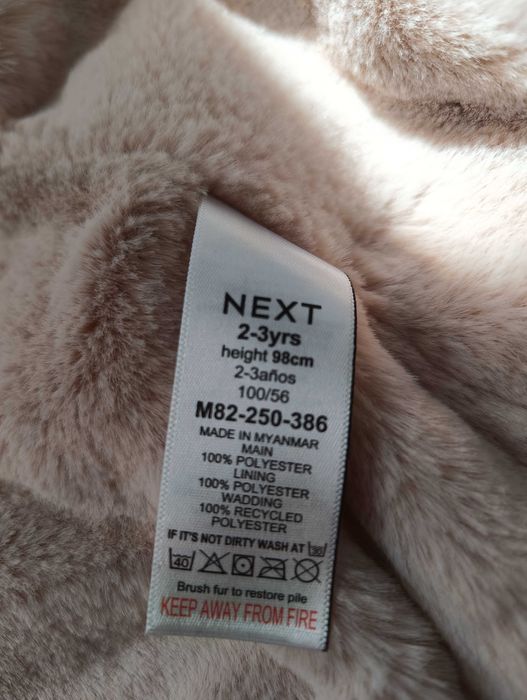 NEXT
2-3yrs
height 98cm
2-3años
100/56
M82-250-386
MADE IN MYANMAR
MAIN
100% POLYESTER
LINING
100% POLYESTER
WADDING
100% RECYCLED
POLYESTER
IF IT'S NOT DIRTY WASH AT 30
40
Brush fur to restore pile
KEEP AWAY FROM FIRE